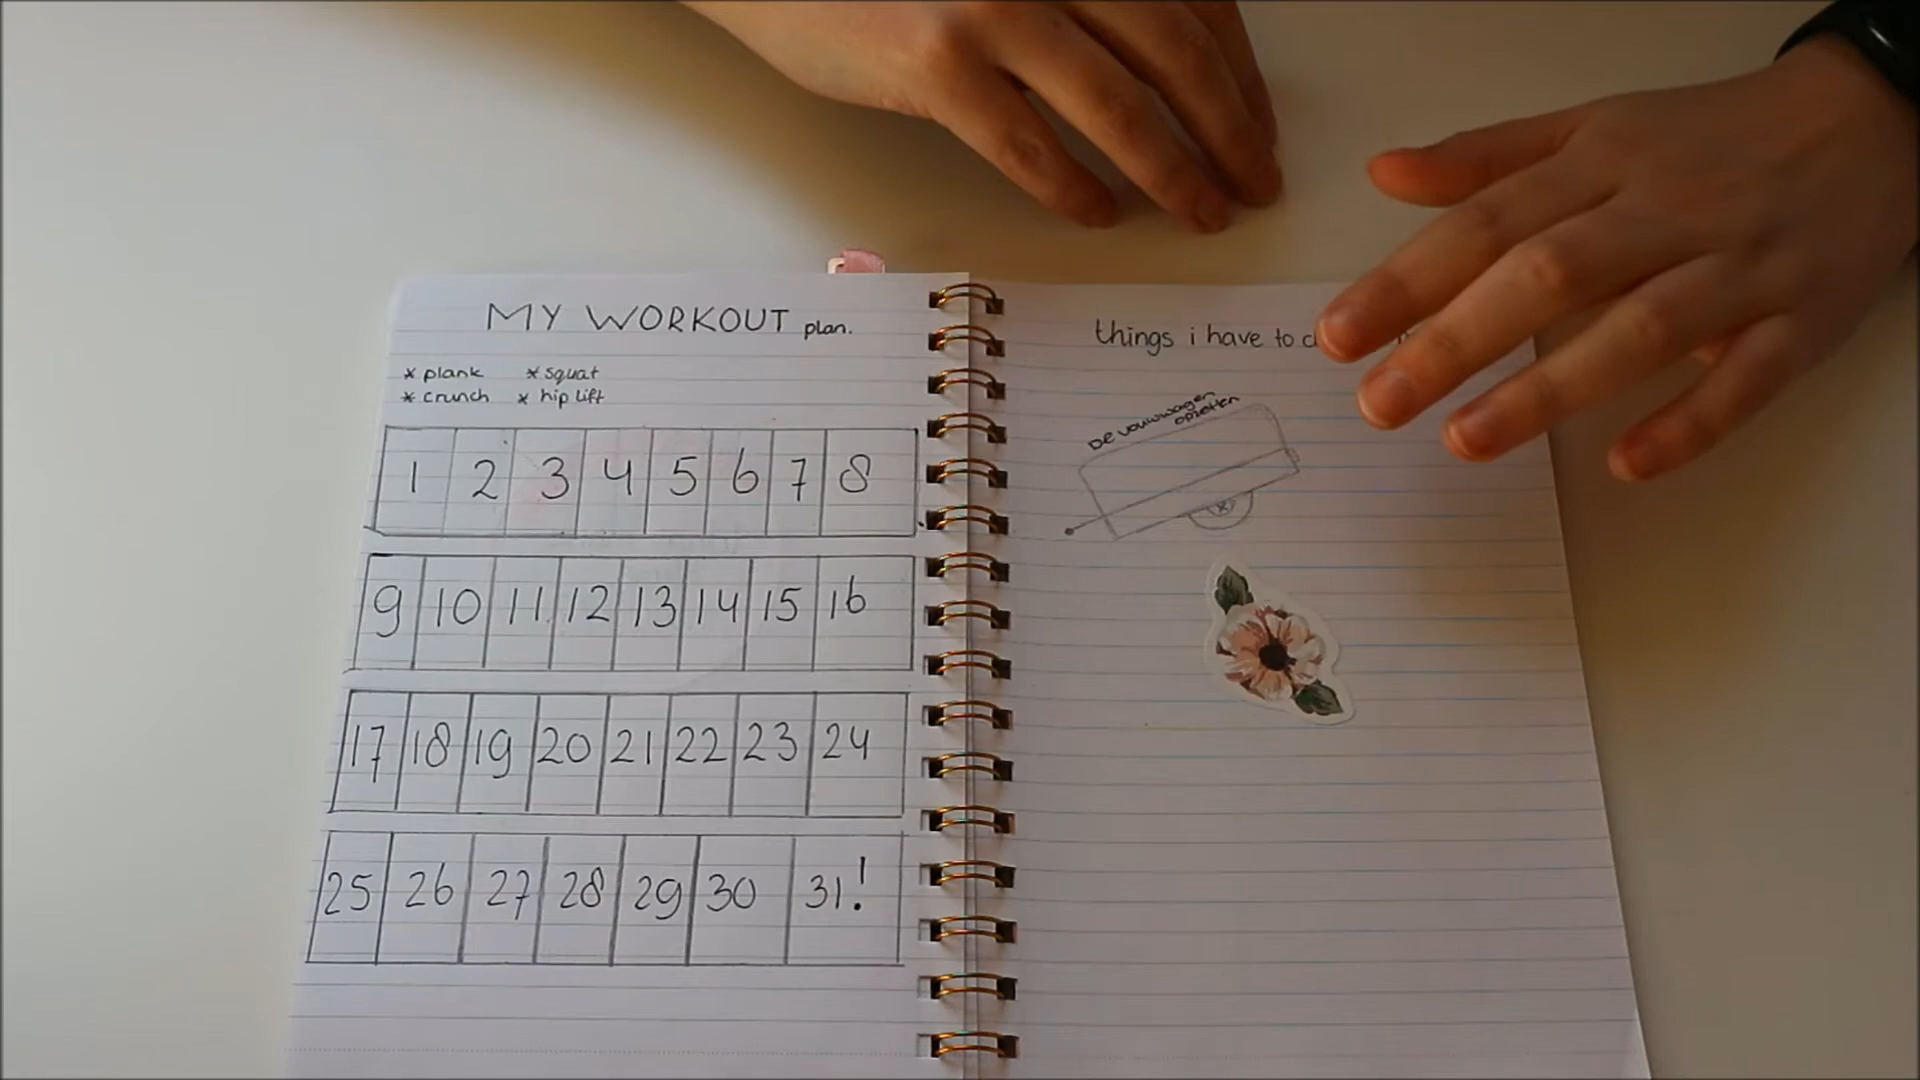 MY WORKOUT plan.
* plank * squat
* crunch * hip lift
1 2 3 4 5 6 7 8
9 10 11 12 13 14 15 16
17 18 19 20 21 22 23 24
25 26 27 28 29 30 31!
things i have to
De vouwwagen
opzetten